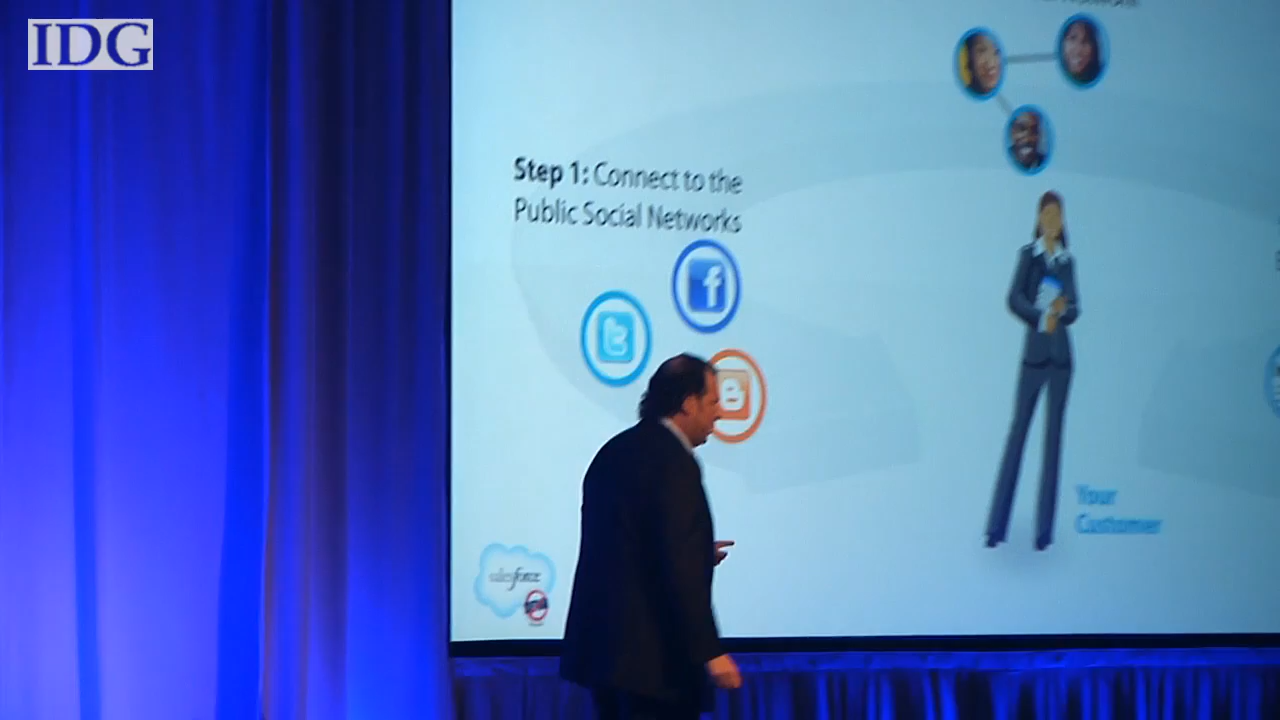 IDG
Step 1: Connect to the
Public Social Networks
f
t
B
Your
Customer
salesforce